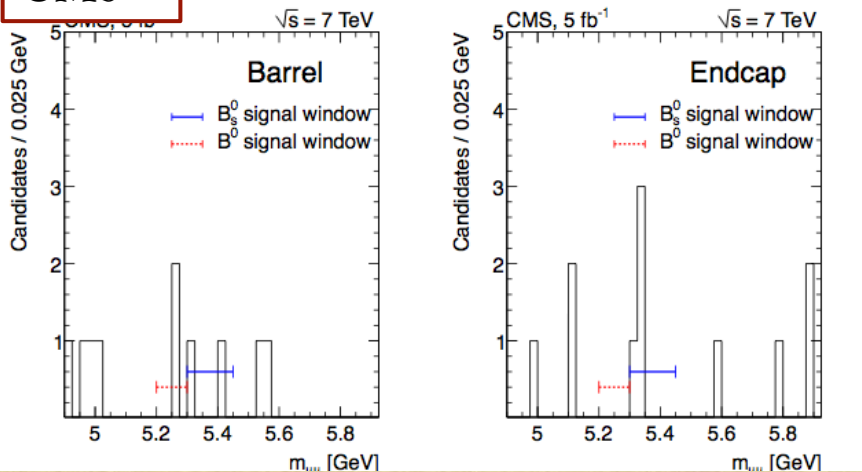 CMS, 5 fb⁻¹ √s = 7 TeV
Candidates / 0.025 GeV
Barrel
B⁰ₛ signal window
B⁰ signal window
5
4
3
2
1
5 5.2 5.4 5.6 5.8
[GeV]
CMS, 5 fb⁻¹ √s = 7 TeV
Candidates / 0.025 GeV
Endcap
B⁰ₛ signal window
B⁰ signal window
5
4
3
2
1
5 5.2 5.4 5.6 5.8
[GeV]